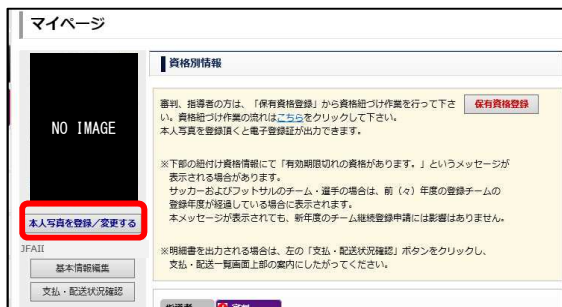 マイページ
NO IMAGE
本人写真を登録/変更する
JFAID
基本情報編集
支払・配送状況確認
資格別情報
審判、指導者の方は、「保有資格登録」から資格紐づけ作業を行って下さ
い。資格紐づけ作業の流れはこちらをクリックして下さい。
本人写真を登録頂くと電子登録証が出力できます。
保有資格登録
※下部の紐付け資格情報にて「有効期限切れの資格があります。」というメッセージが
表示される場合があります。
サッカーおよびフットサルのチーム・選手の場合は、前（々）年度の登録チームの
登録年度が経過している場合に表示されます。
本メッセージが表示されても、新年度のチーム継続登録申請には影響はありません。
※明細書を出力される場合は、左の「支払・配送状況確認」ボタンをクリックし、
支払・配送一覧画面上部の案内にしたがってください。